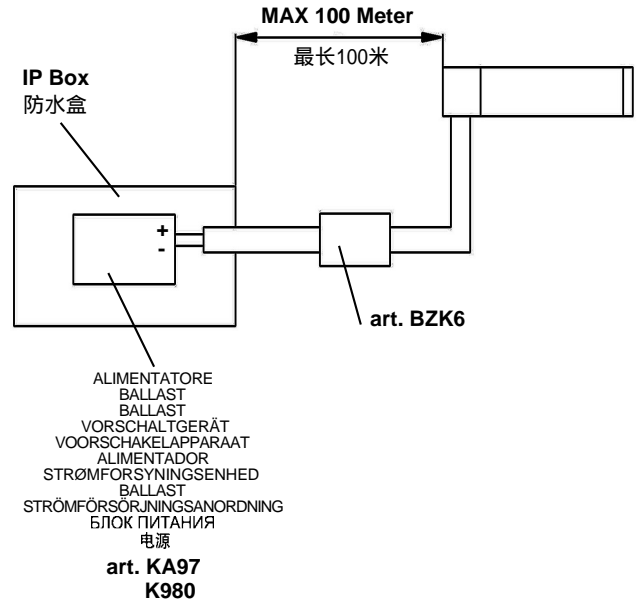 MAX 100 Meter
最长100米
IP Box
防水盒
+
-
art. BZK6
ALIMENTATORE
BALLAST
BALLAST
VORSCHALTGERÄT
VOORSCHAKELAPPARAAT
ALIMENTADOR
STRØMFORSYNINGSENHED
BALLAST
STRÖMFÖRSÖRJNINGSANORDNING
БЛОК ПИТАНИЯ
电源
art. KA97
K980